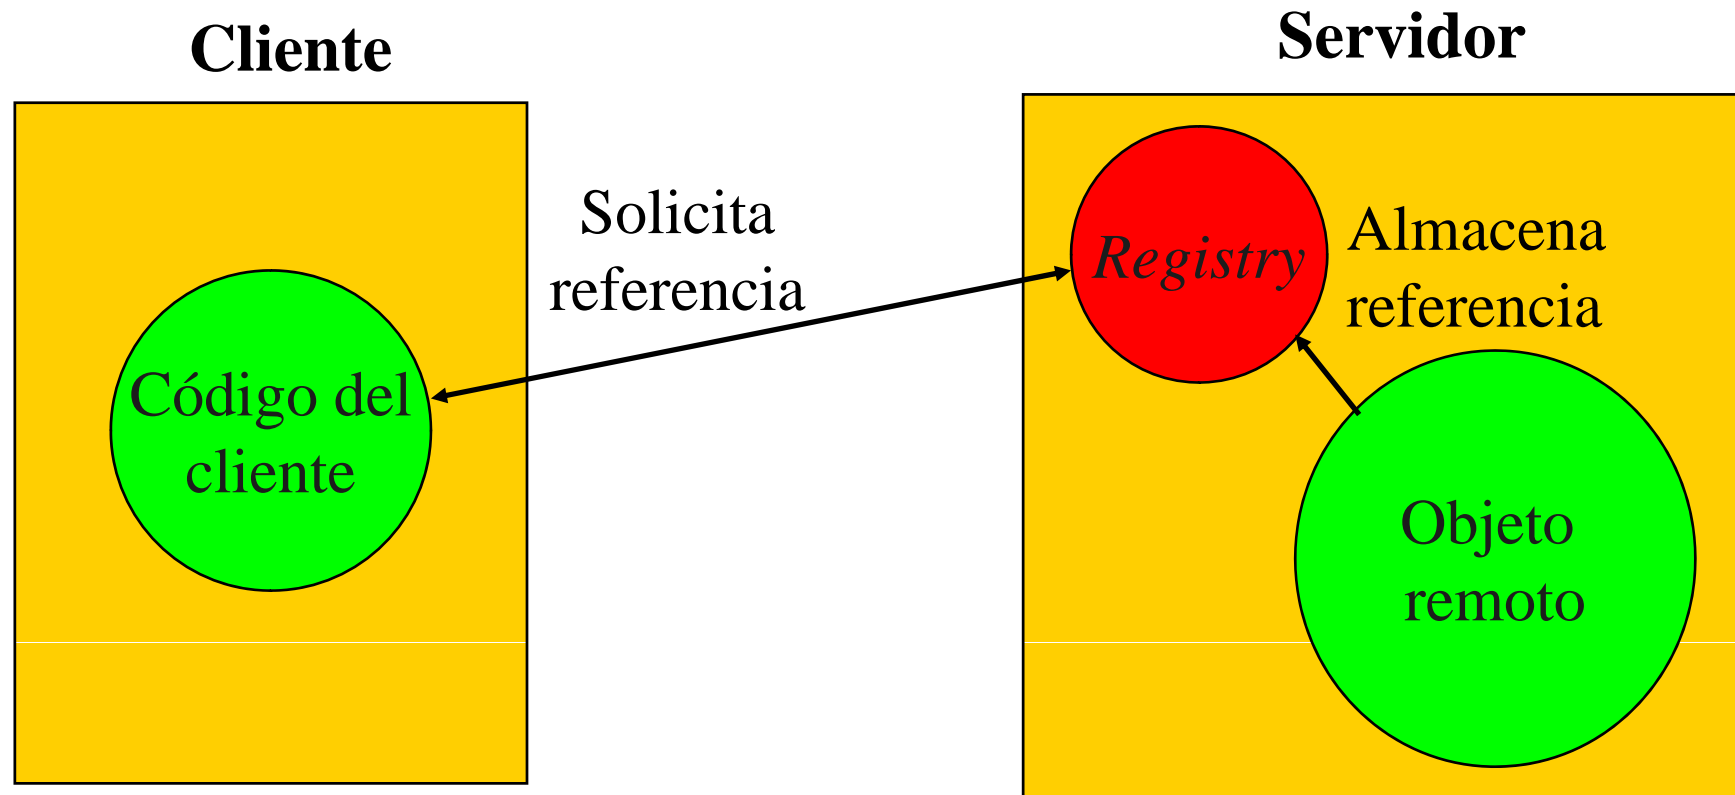 Cliente
Servidor
Solicita
referencia
Registry
Almacena
referencia
Código del
cliente
Objeto
remoto